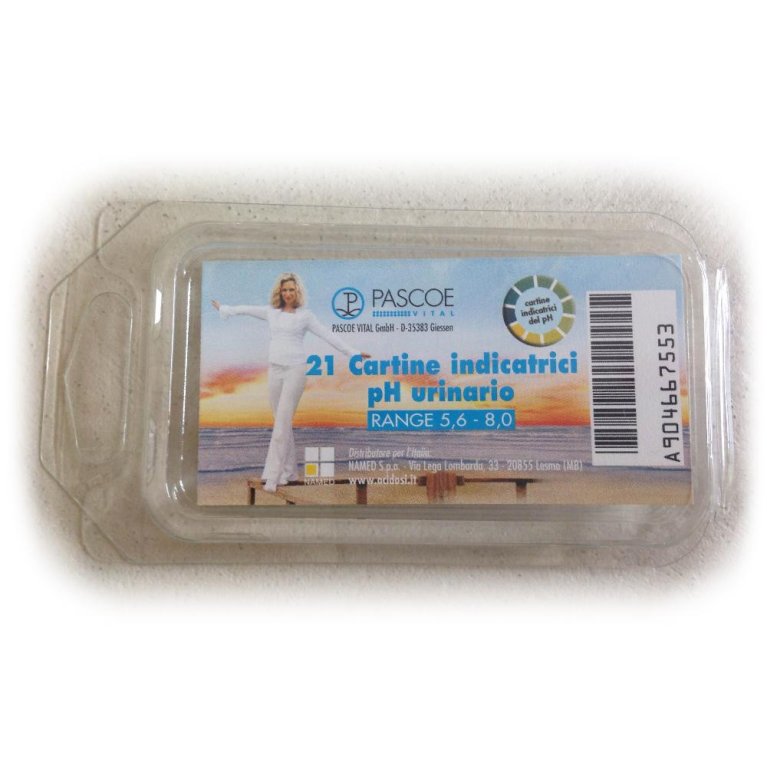 PASCOE
VITAL
PASCOE VITAL GmbH - D-35383 Giessen
cartine
indicatrici
del pH
21 Cartine indicatrici
pH urinario
RANGE 5,6 - 8,0
Distributore per l'Italia:
NAMED S.p.a. - Via Lega Lombarda, 33 - 20855 Lesmo (MB)
www.acidosi.it
NAMED
A904667553